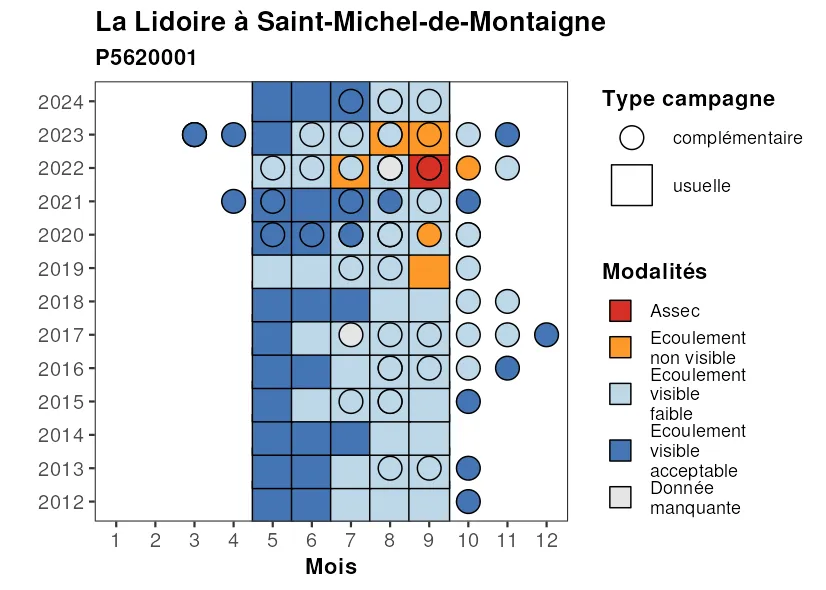 La Lidoire à Saint-Michel-de-Montaigne
P5620001
2024
2023
2022
2021
2020
2019
2018
2017
2016
2015
2014
2013
2012
1 2 3 4 5 6 7 8 9 10 11 12
Mois
Type campagne
complémentaire
usuelle
Modalités
Assec
Ecoulement
non visible
Ecoulement
visible
faible
Ecoulement
visible
acceptable
Donnée
manquante